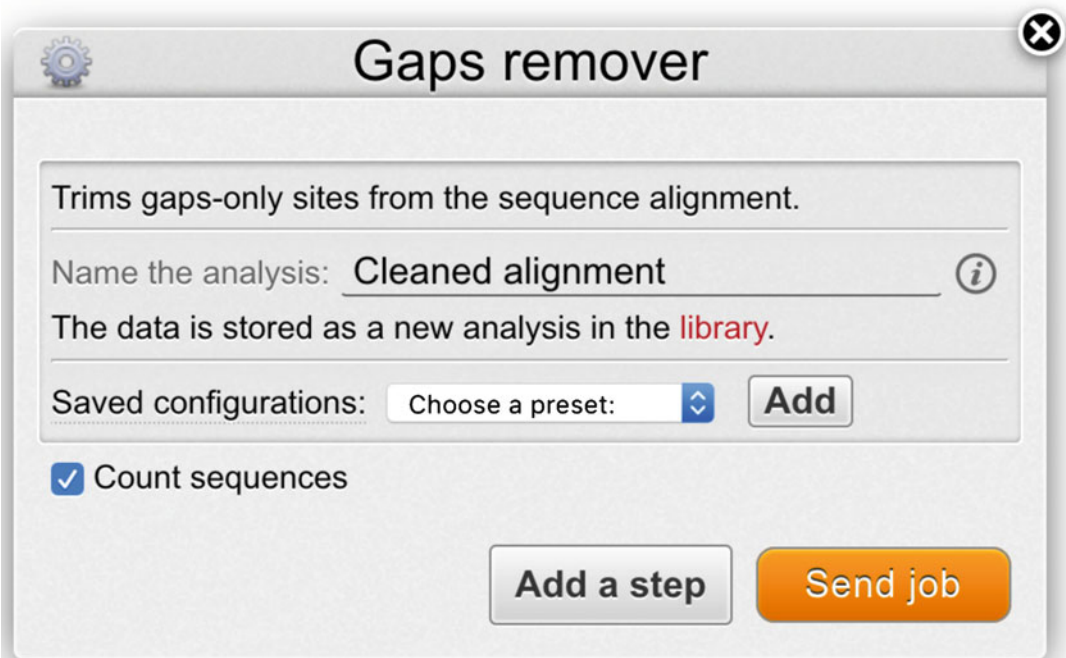 Gaps remover
Trims gaps-only sites from the sequence alignment.
Name the analysis: Cleaned alignment
The data is stored as a new analysis in the library.
Saved configurations: Choose a preset: Add
Count sequences
Add a step Send job